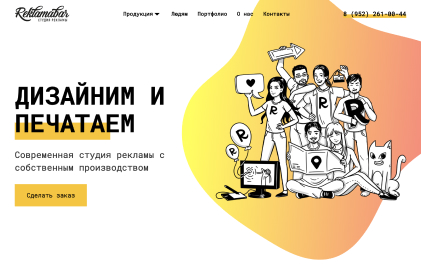 Reklamabar
СТУДИЯ РЕКЛАМЫ
Продукция Людям Портфолио О нас Контакты
8 (952) 261-00-44
ДИЗАЙНИМ И
ПЕЧАТАЕМ
Современная студия рекламы с
собственным производством
Сделать заказ
R
R
R
R
R